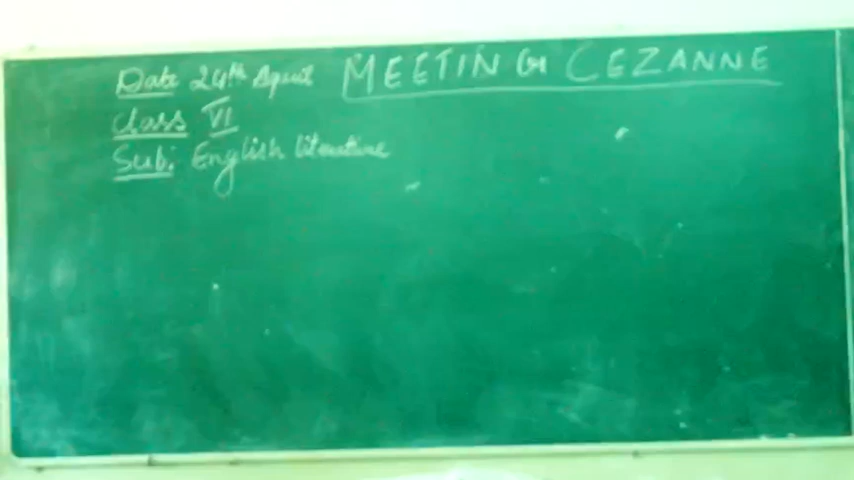 Date 24th April MEETING CEZANNE
Class VI
Sub: English literature